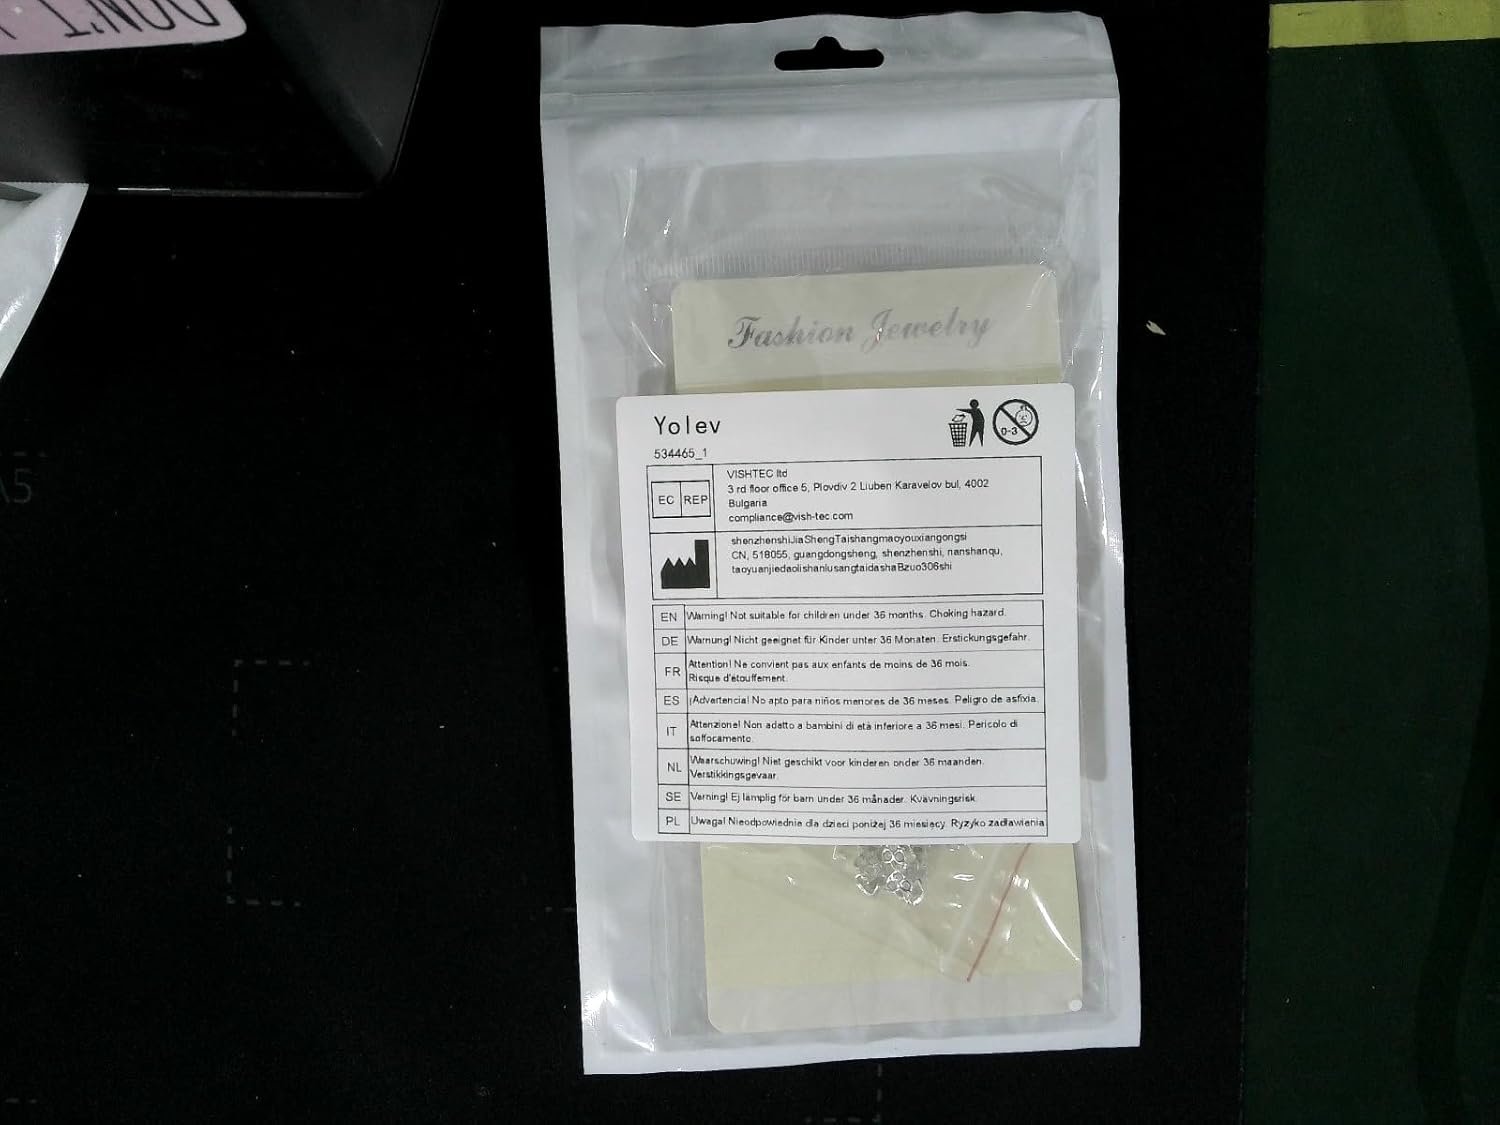 DON'T
A5
Fashion Jewelry
Yolev
0-3
534465_1
EC REP
VISHTEC ltd
3 rd floor office 5, Plovdiv 2 Liuben Karavelov bul, 4002
Bulgaria
compliance@vish-tec.com
shenzhenshiJiaShengTaishangmaoyouxiangongsi
CN, 518055, guangdongsheng, shenzhenshi, nanshanqu,
taoyuanjiedaolishanlusangtaidashaBzuo306shi
EN Warning! Not suitable for children under 36 months. Choking hazard.
DE Warnung! Nicht geeignet für Kinder unter 36 Monaten. Erstickungsgefahr.
FR Attention! Ne convient pas aux enfants de moins de 36 mois.
Risque d'étouffement.
ES ¡Advertencia! No apto para niños menores de 36 meses. Peligro de asfixia.
IT Attenzione! Non adatto a bambini di età inferiore a 36 mesi. Pericolo di
soffocamento.
NL Waarschuwing! Niet geschikt voor kinderen onder 36 maanden.
Verstikkingsgevaar.
SE Varning! Ej lämplig för barn under 36 månader. Kvävningsrisk.
PL Uwaga! Nieodpowiednie dla dzieci poniżej 36 miesięcy. Ryzyko zadławienia